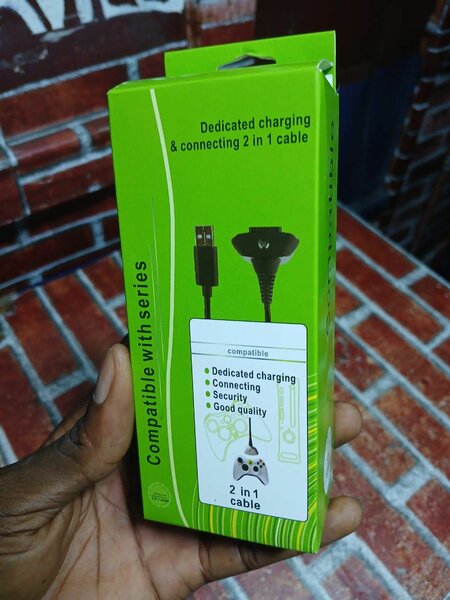 Dedicated charging
& connecting 2 in 1 cable
Compatible with series
compatible
Dedicated charging
Connecting
Security
Good quality
2 in 1
cable